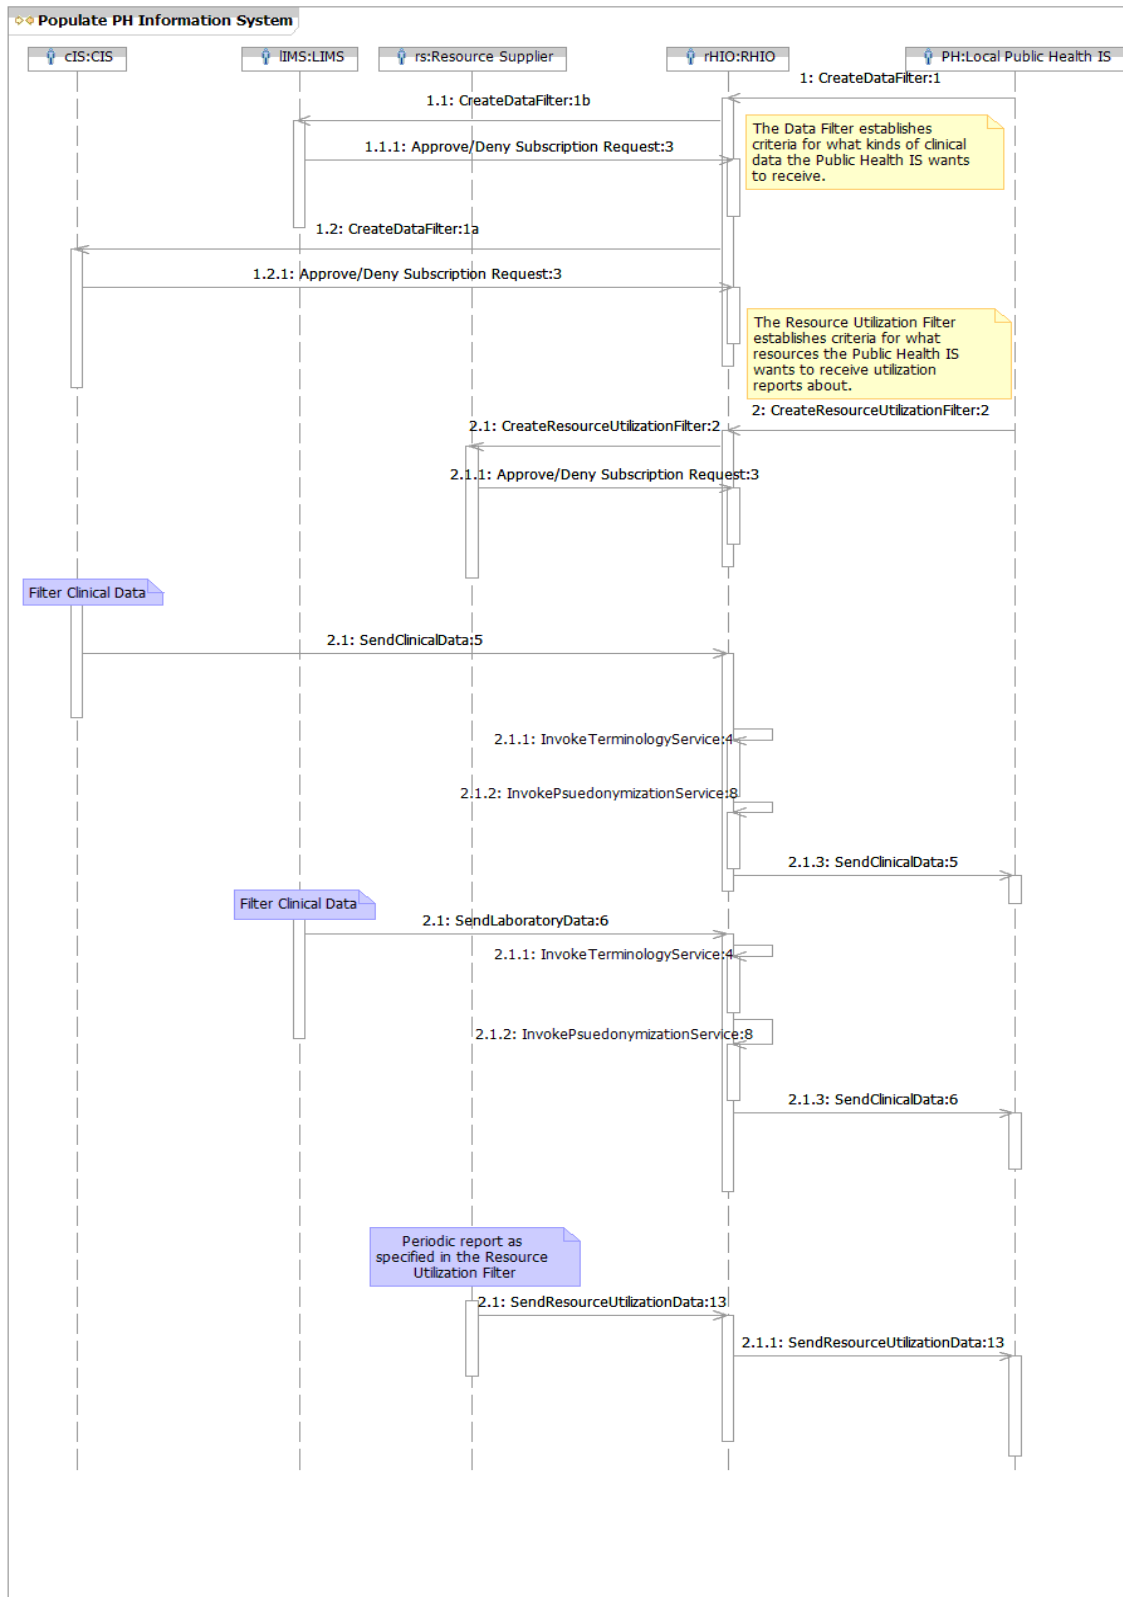 Populate PH Information System
cIS:CIS
lIMS:LIMS
rs:Resource Supplier
rHIO:RHIO
PH:Local Public Health IS
1: CreateDataFilter:1
1.1: CreateDataFilter:1b
The Data Filter establishes
criteria for what kinds of clinical
data the Public Health IS wants
to receive.
1.1.1: Approve/Deny Subscription Request:3
1.2: CreateDataFilter:1a
1.2.1: Approve/Deny Subscription Request:3
The Resource Utilization Filter
establishes criteria for what
resources the Public Health IS
wants to receive utilization
reports about.
2: CreateResourceUtilizationFilter:2
2.1: CreateResourceUtilizationFilter:2
2.1.1: Approve/Deny Subscription Request:3
Filter Clinical Data
2.1: SendClinicalData:5
2.1.1: InvokeTerminologyService:4
2.1.2: InvokePsuedonymizationService:8
2.1.3: SendClinicalData:5
Filter Clinical Data
2.1: SendLaboratoryData:6
2.1.1: InvokeTerminologyService:4
2.1.2: InvokePsuedonymizationService:8
2.1.3: SendClinicalData:6
Periodic report as
specified in the Resource
Utilization Filter
2.1: SendResourceUtilizationData:13
2.1.1: SendResourceUtilizationData:13